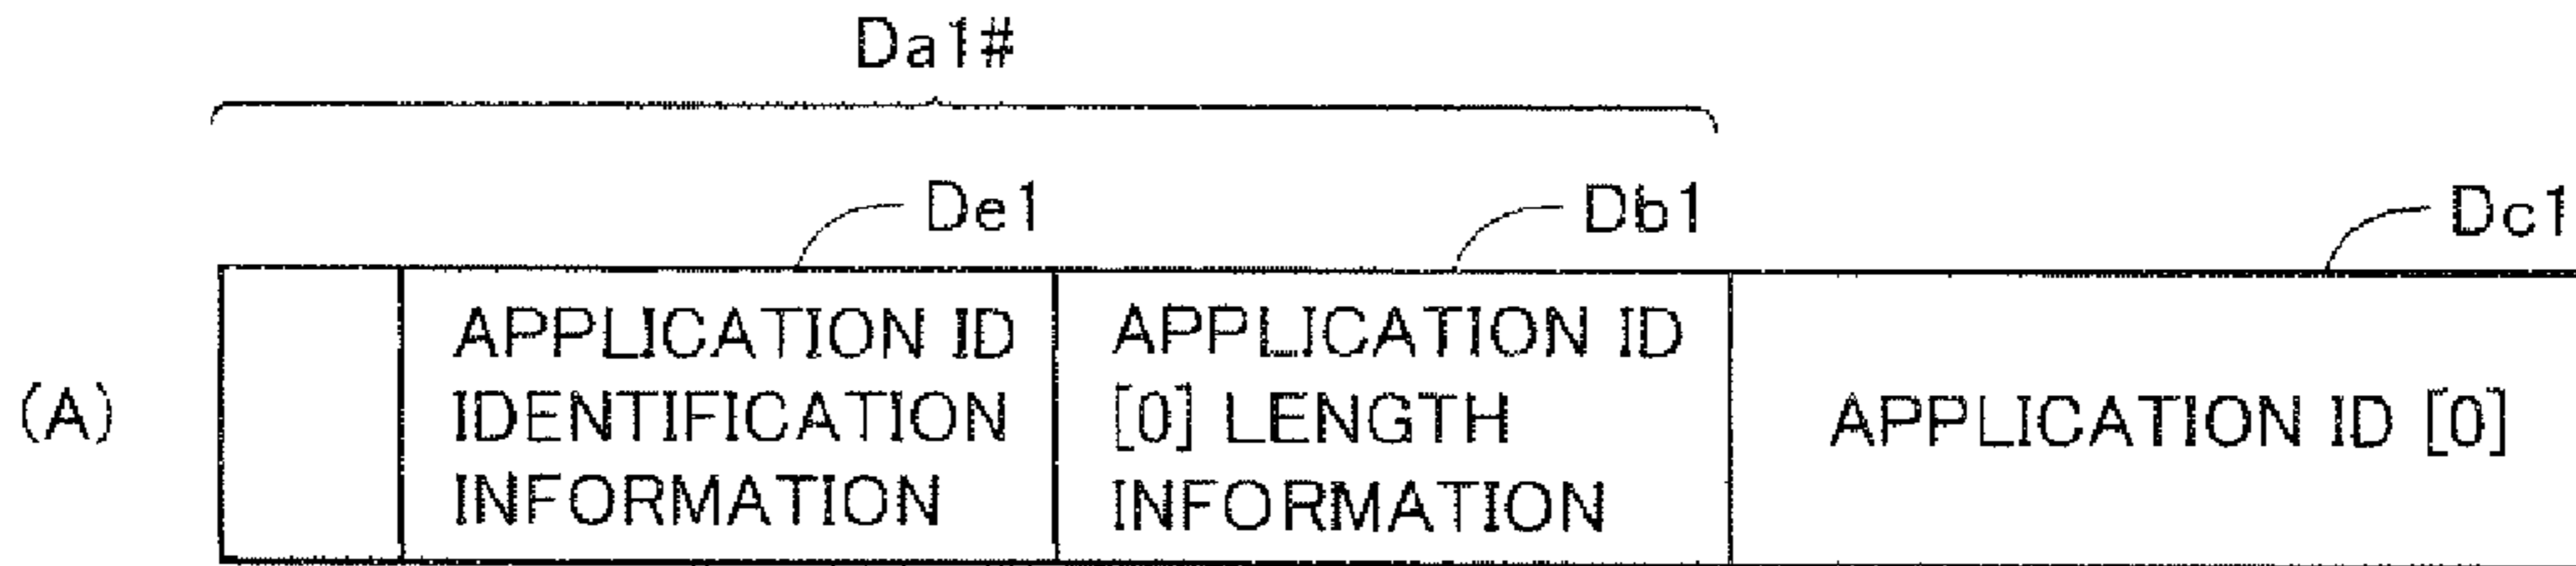 Da1#
De1
Db1
Dc1
(A)
APPLICATION ID
IDENTIFICATION
INFORMATION
APPLICATION ID
[0] LENGTH
INFORMATION
APPLICATION ID [0]